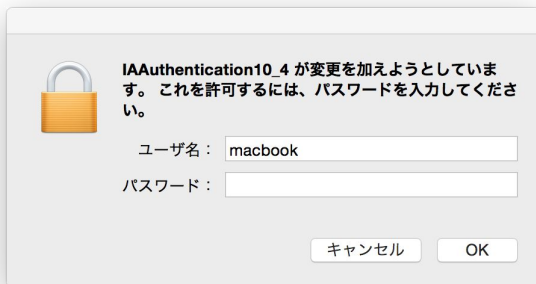 IAAuthentication10_4 が変更を加えようとしていま
す。 これを許可するには、パスワードを入力してくださ
い。
ユーザ名： macbook
パスワード：
キャンセル OK